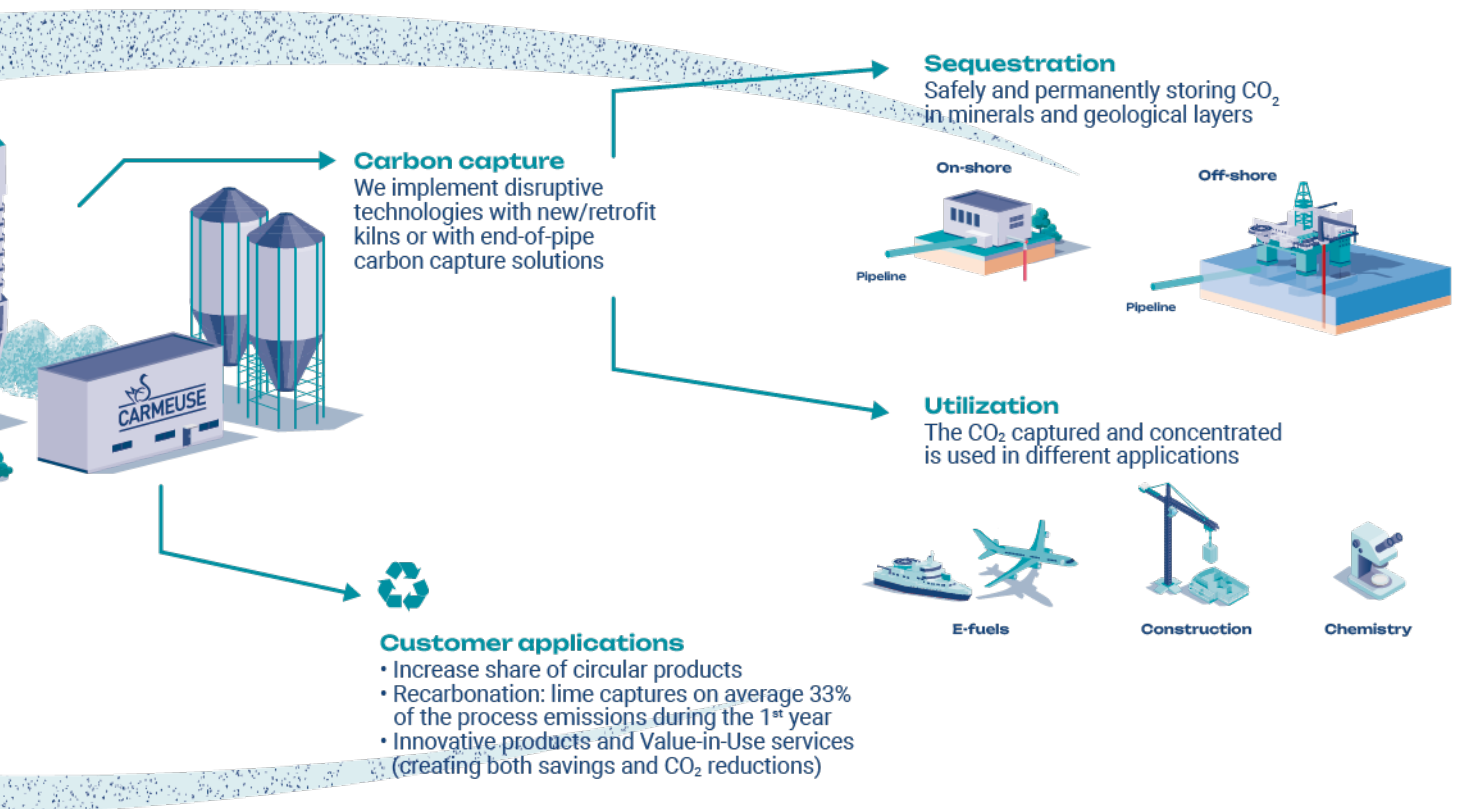 Sequestration
Safely and permanently storing CO₂
in minerals and geological layers
On-shore
Off-shore
Pipeline
Pipeline
Carbon capture
We implement disruptive
technologies with new/retrofit
kilns or with end-of-pipe
carbon capture solutions
CARMEUSE
Utilization
The CO₂ captured and concentrated
is used in different applications
E-fuels
Construction
Chemistry
Customer applications
• Increase share of circular products
• Recarbonation: lime captures on average 33%
of the process emissions during the 1ˢᵗ year
• Innovative products and Value-in-Use services
(creating both savings and CO₂ reductions)